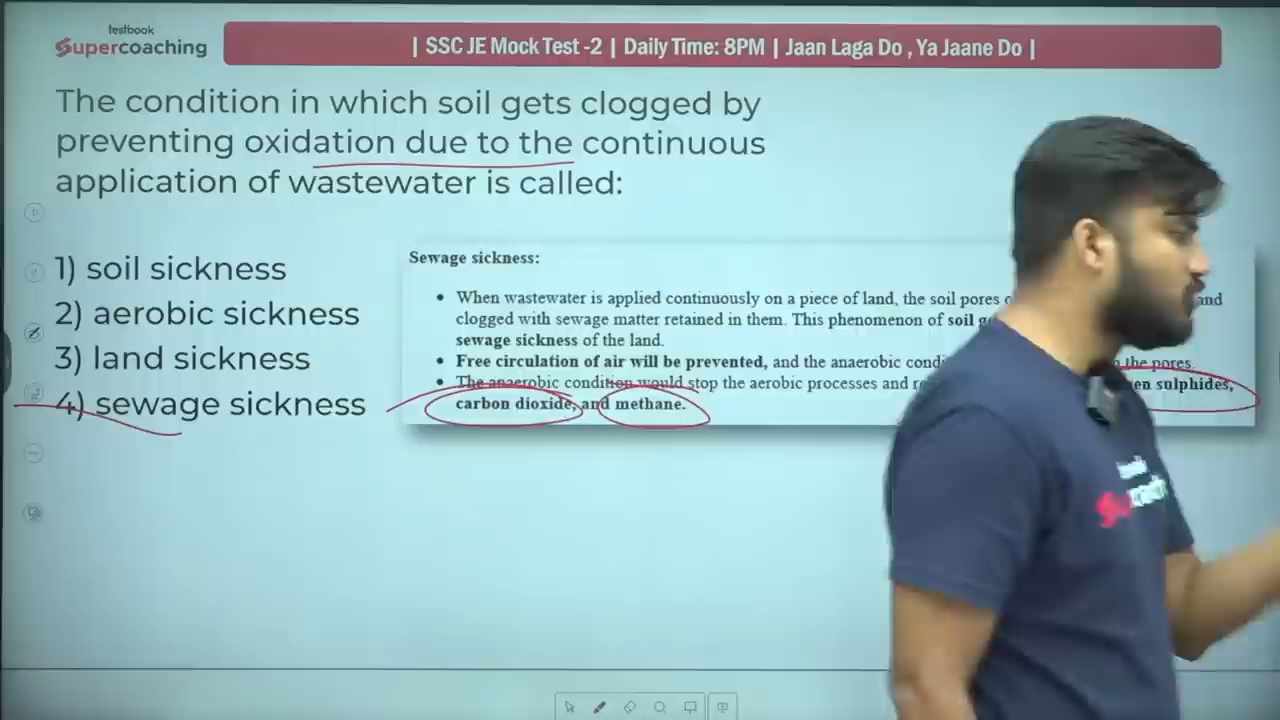 testbook
Supercoaching
| SSC JE Mock Test -2 | Daily Time: 8PM | Jaan Laga Do , Ya Jaane Do |
The condition in which soil gets clogged by
preventing oxidation due to the continuous
application of wastewater is called:
1) soil sickness
2) aerobic sickness
3) land sickness
4) sewage sickness
Sewage sickness:
• When wastewater is applied continuously on a piece of land, the soil pores and
clogged with sewage matter retained in them. This phenomenon of soil
sewage sickness of the land.
• Free circulation of air will be prevented, and the anaerobic the pores.
• The anaerobic condition would stop the aerobic processes and sulphides,
carbon dioxide, and methane.